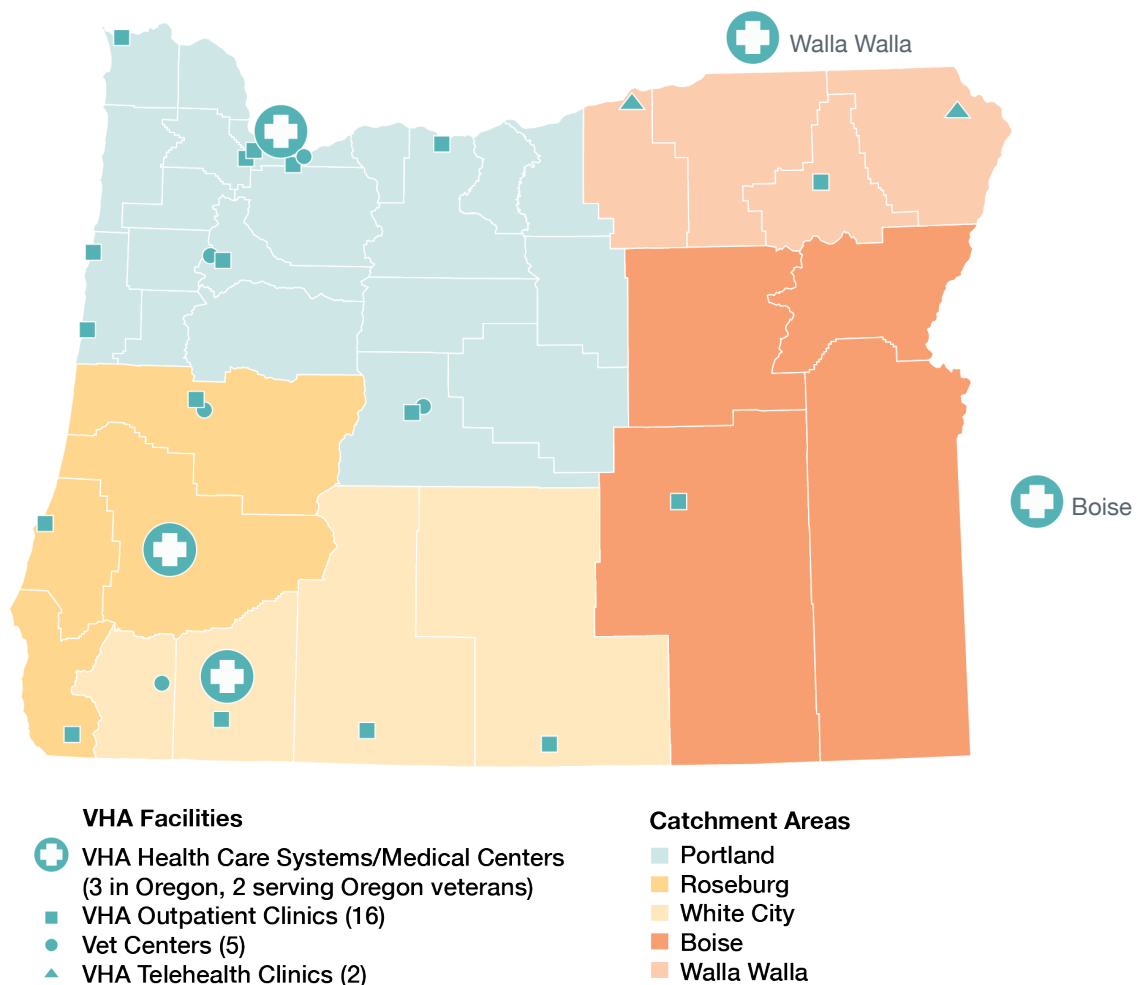 Walla Walla
Boise
VHA Facilities
VHA Health Care Systems/Medical Centers
(3 in Oregon, 2 serving Oregon veterans)
VHA Outpatient Clinics (16)
Vet Centers (5)
VHA Telehealth Clinics (2)
Catchment Areas
Portland
Roseburg
White City
Boise
Walla Walla